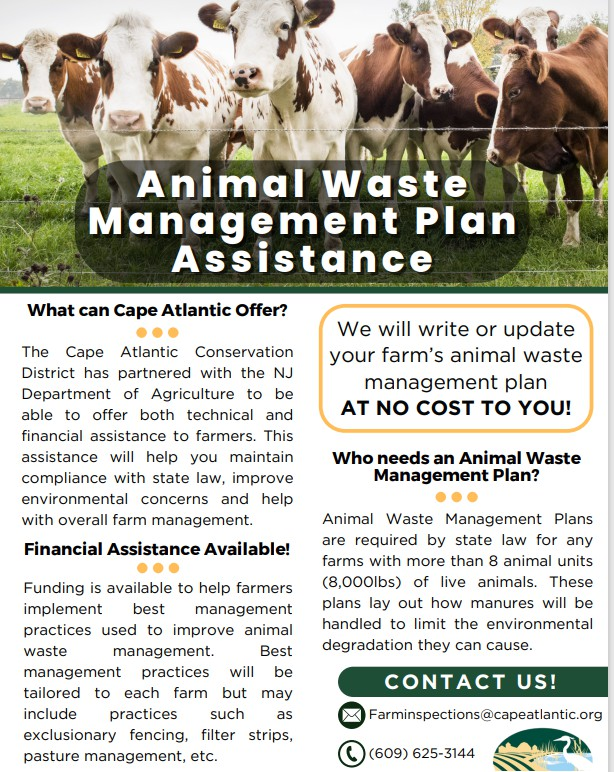 Animal Waste
Management Plan
Assistance
What can Cape Atlantic Offer?
The Cape Atlantic Conservation
District has partnered with the NJ
Department of Agriculture to be
able to offer both technical and
financial assistance to farmers. This
assistance will help you maintain
compliance with state law, improve
environmental concerns and help
with overall farm management.
Financial Assistance Available!
Funding is available to help farmers
implement best management
practices used to improve animal
waste management. Best
management practices will be
tailored to each farm but may
include practices such as
exclusionary fencing, filter strips,
pasture management, etc.
We will write or update
your farm's animal waste
management plan
AT NO COST TO YOU!
Who needs an Animal Waste
Management Plan?
Animal Waste Management Plans
are required by state law for any
farms with more than 8 animal units
(8,000lbs) of live animals. These
plans lay out how manures will be
handled to limit the environmental
degradation they can cause.
CONTACT US!
Farminspections@capeatlantic.org
(609) 625-3144